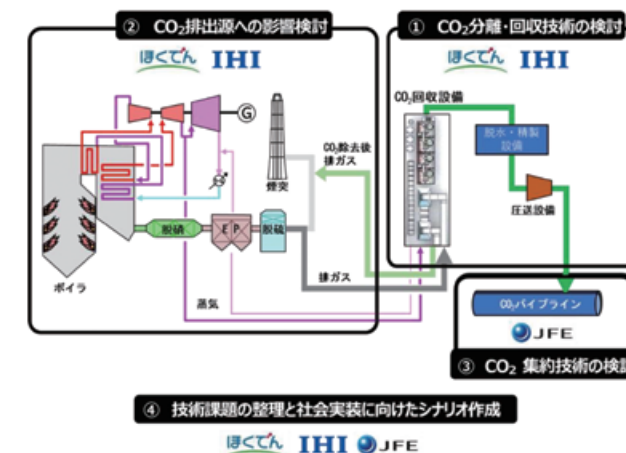 ② CO₂排出源への影響検討
ほくでん IHI
① CO₂分離・回収技術の検討
ほくでん IHI
CO₂回収設備
脱水・精製
設備
圧送設備
G
煙突
CO₂除去後
排ガス
脱硝
EP
脱硫
ボイラ
排ガス
蒸気
CO₂パイプライン
JFE
③ CO₂ 集約技術の検討
④ 技術課題の整理と社会実装に向けたシナリオ作成
ほくでん IHI JFE